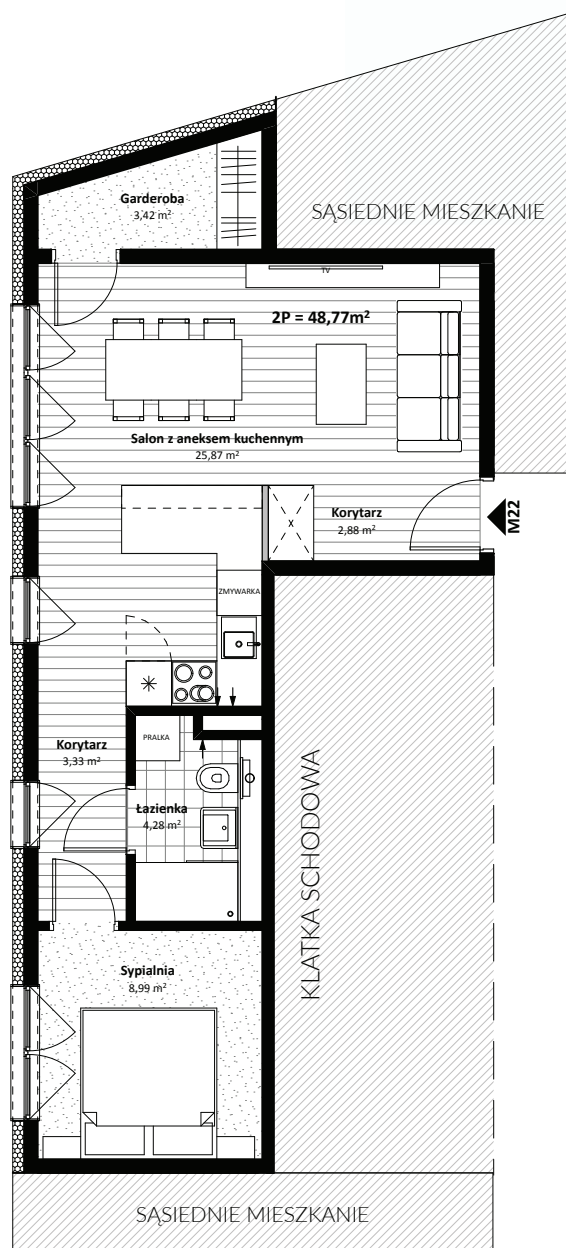 Garderoba
3,42 m²
SĄSIEDNIE MIESZKANIE
TV
2P = 48,77m²
Salon z aneksem kuchennym
25,87 m²
Korytarz
2,88 m²
X
M22
ZMYWARKA
PRALKA
Korytarz
3,33 m²
Łazienka
4,28 m²
KLATKA SCHODOWA
Sypialnia
8,99 m²
SĄSIEDNIE MIESZKANIE